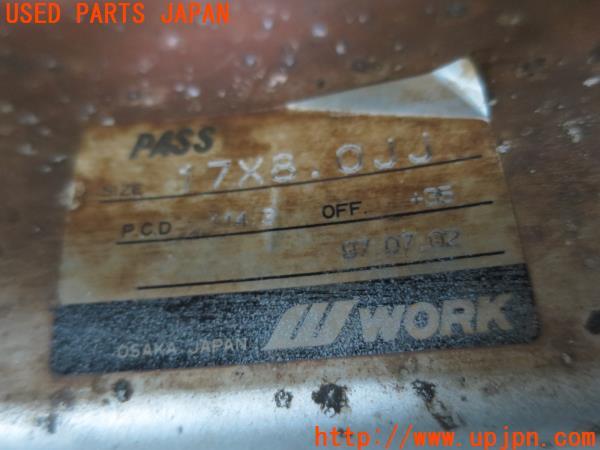 USED PARTS JAPAN
PASS
SIZE 17X8.0JJ
P.C.D 114.3 OFF. +35
97.07.02
OSAKA JAPAN WORK
http://www.upjpn.com/